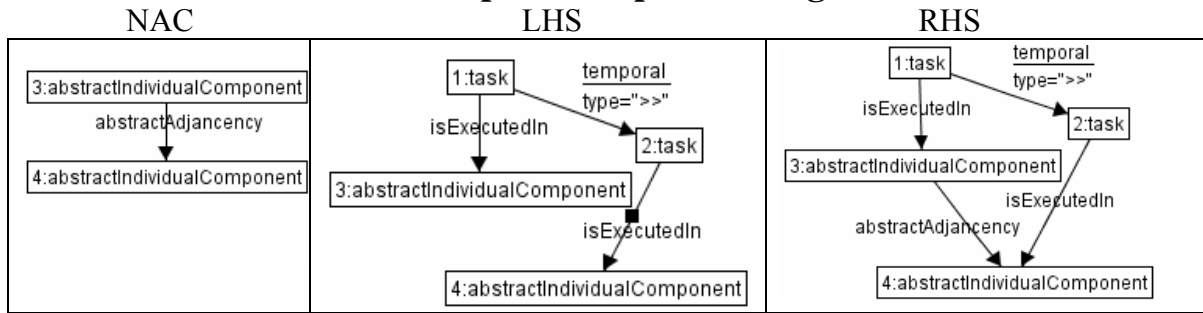 NAC
LHS
RHS
3:abstractIndividualComponent
abstractAdjancency
4:abstractIndividualComponent
1:task
temporal
type=">>"
isExecutedIn
2:task
3:abstractIndividualComponent
isExecutedIn
4:abstractIndividualComponent
1:task
temporal
type=">>"
isExecutedIn
2:task
3:abstractIndividualComponent
isExecutedIn
abstractAdjancency
4:abstractIndividualComponent